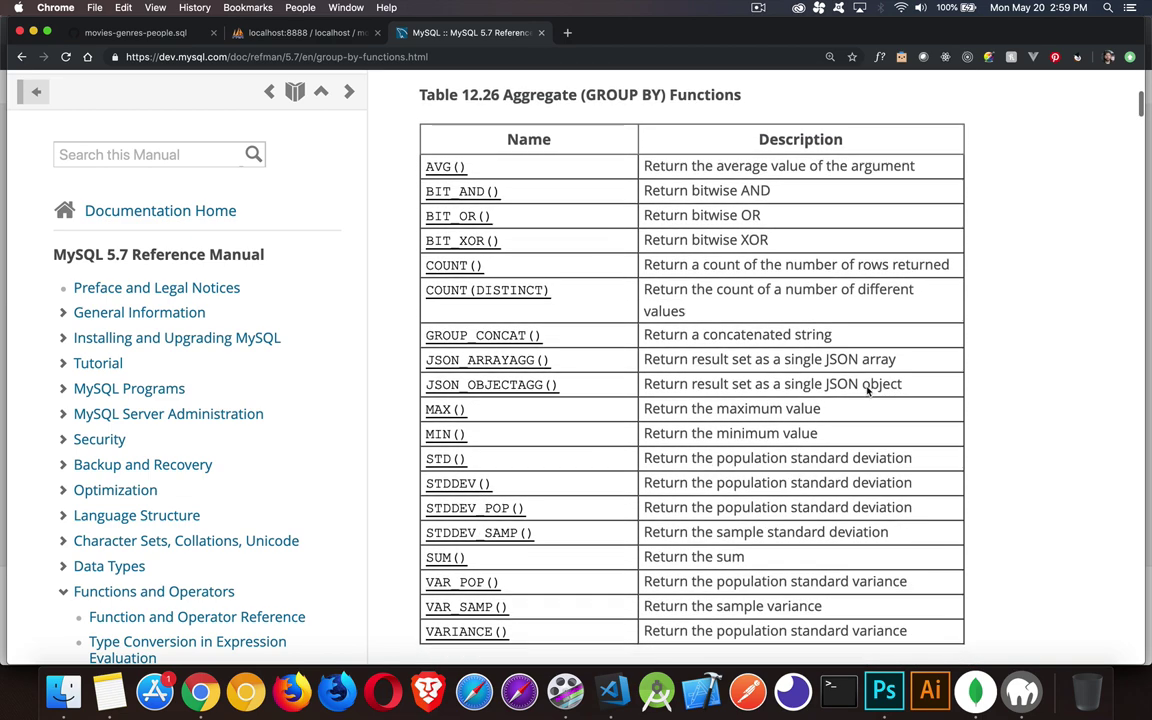 Chrome File Edit View History Bookmarks People Window Help 100% Mon May 20 2:59 PM
movies-genres-people.sql
localhost:8888 / localhost / m
MySQL :: MySQL 5.7 Referenc
https://dev.mysql.com/doc/refman/5.7/en/group-by-functions.html
Search this Manual
Documentation Home
MySQL 5.7 Reference Manual
Preface and Legal Notices
General Information
Installing and Upgrading MySQL
Tutorial
MySQL Programs
MySQL Server Administration
Security
Backup and Recovery
Optimization
Language Structure
Character Sets, Collations, Unicode
Data Types
Functions and Operators
Function and Operator Reference
Type Conversion in Expression
Evaluation
Table 12.26 Aggregate (GROUP BY) Functions
Name Description
AVG() Return the average value of the argument
BIT_AND() Return bitwise AND
BIT_OR() Return bitwise OR
BIT_XOR() Return bitwise XOR
COUNT() Return a count of the number of rows returned
COUNT(DISTINCT) Return the count of a number of different
values
GROUP_CONCAT() Return a concatenated string
JSON_ARRAYAGG() Return result set as a single JSON array
JSON_OBJECTAGG() Return result set as a single JSON object
MAX() Return the maximum value
MIN() Return the minimum value
STD() Return the population standard deviation
STDDEV() Return the population standard deviation
STDDEV_POP() Return the population standard deviation
STDDEV_SAMP() Return the sample standard deviation
SUM() Return the sum
VAR_POP() Return the population standard variance
VAR_SAMP() Return the sample variance
VARIANCE() Return the population standard variance
1
Ps
Ai